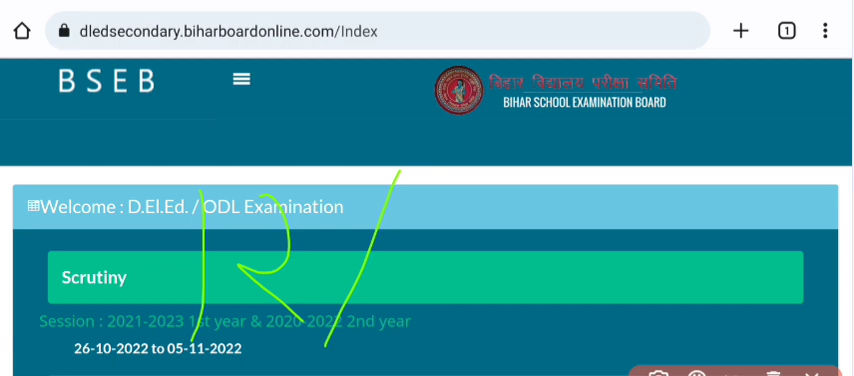 dledsecondary.biharboardonline.com/Index
1
BSEB
बिहार विद्यालय परीक्षा समिति
BIHAR SCHOOL EXAMINATION BOARD
Welcome : D.El.Ed. / ODL Examination
Scrutiny
Session : 2021-2023 1st year & 2020-2022 2nd year
26-10-2022 to 05-11-2022